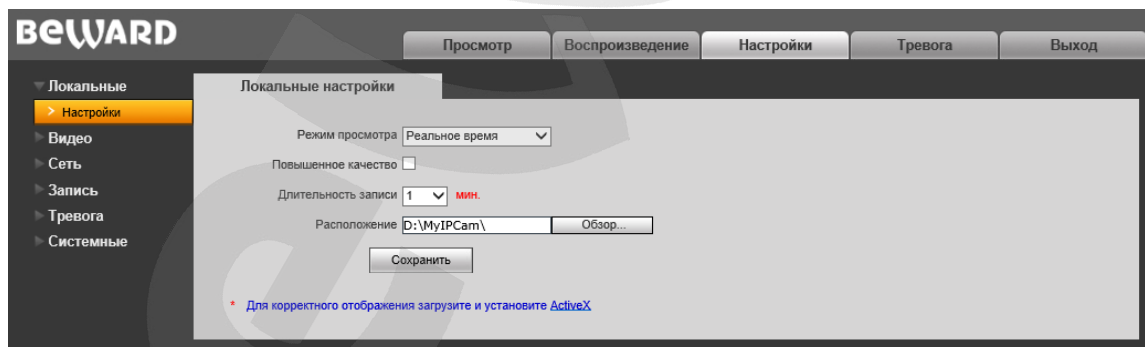 BEWARD
Просмотр Воспроизведение Настройки Тревога Выход
Локальные
Настройки
Видео
Сеть
Запись
Тревога
Системные
Локальные настройки
Режим просмотра Реальное время
Повышенное качество
Длительность записи 1 мин.
Расположение D:\MyIPCam\ Обзор...
Сохранить
* Для корректного отображения загрузите и установите ActiveX